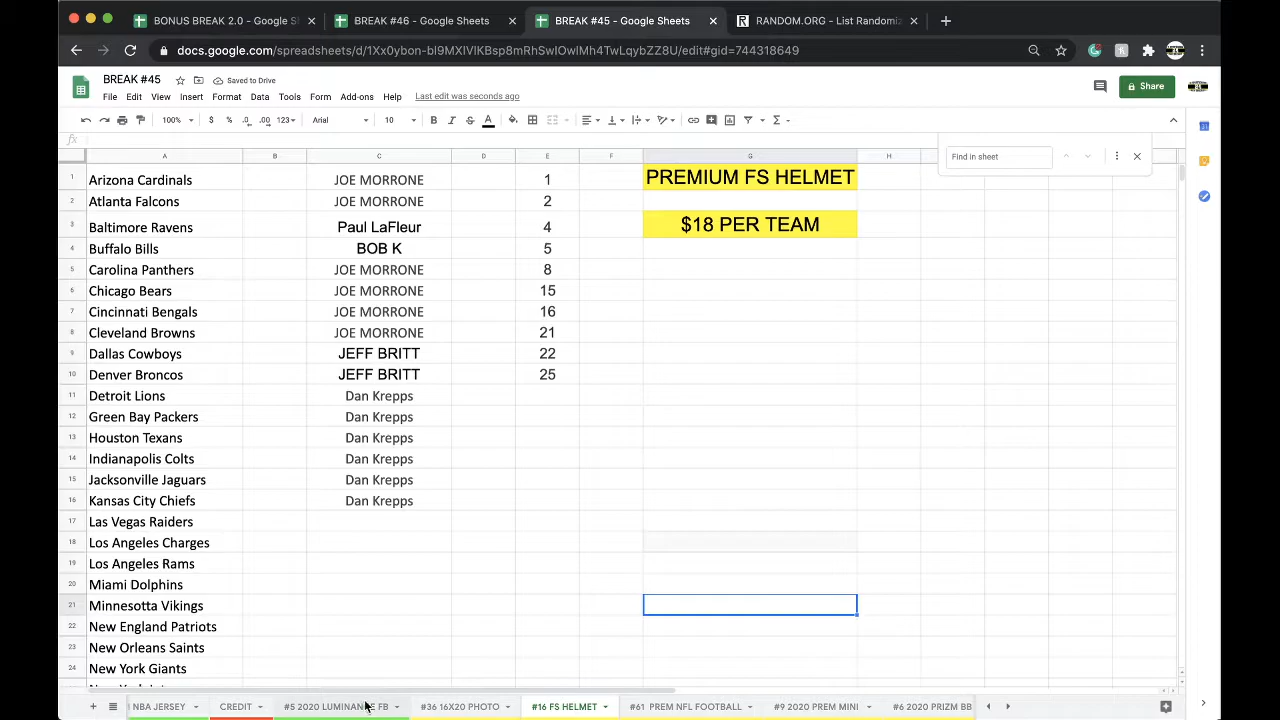 BONUS BREAK 2.0 - Google S
BREAK #46 - Google Sheets
BREAK #45 - Google Sheets
RANDOM.ORG - List Randomiz
docs.google.com/spreadsheets/d/1Xx0ybon-bl9MXIVlKBsp8mRhSwIOwlMh4TwLqybZZ8U/edit#gid=744318649
BREAK #45
Saved to Drive
File Edit View Insert Format Data Tools Form Add-ons Help Last edit was seconds ago
Share
100% $ % .0 .00 123 Arial 10 B I S A
fx
Find in sheet
A B C D E F G H
1 Arizona Cardinals JOE MORRONE 1 PREMIUM FS HELMET
2 Atlanta Falcons JOE MORRONE 2
3 Baltimore Ravens Paul LaFleur 4 $18 PER TEAM
4 Buffalo Bills BOB K 5
5 Carolina Panthers JOE MORRONE 8
6 Chicago Bears JOE MORRONE 15
7 Cincinnati Bengals JOE MORRONE 16
8 Cleveland Browns JOE MORRONE 21
9 Dallas Cowboys JEFF BRITT 22
10 Denver Broncos JEFF BRITT 25
11 Detroit Lions Dan Krepps
12 Green Bay Packers Dan Krepps
13 Houston Texans Dan Krepps
14 Indianapolis Colts Dan Krepps
15 Jacksonville Jaguars Dan Krepps
16 Kansas City Chiefs Dan Krepps
17 Las Vegas Raiders
18 Los Angeles Charges
19 Los Angeles Rams
20 Miami Dolphins
21 Minnesotta Vikings
22 New England Patriots
23 New Orleans Saints
24 New York Giants
NBA JERSEY CREDIT #5 2020 LUMINANCE FB #36 16X20 PHOTO #16 FS HELMET #61 PREM NFL FOOTBALL #9 2020 PREM MINI #6 2020 PRIZM BB